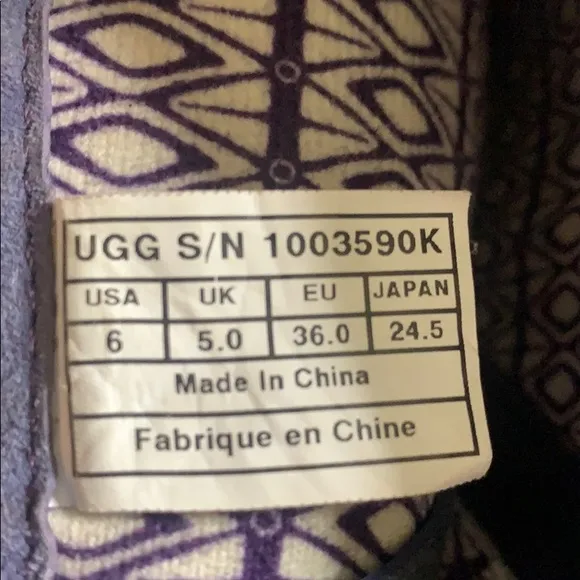 UGG S/N 1003590K
USA UK EU JAPAN
6 5.0 36.0 24.5
Made In China
Fabrique en Chine